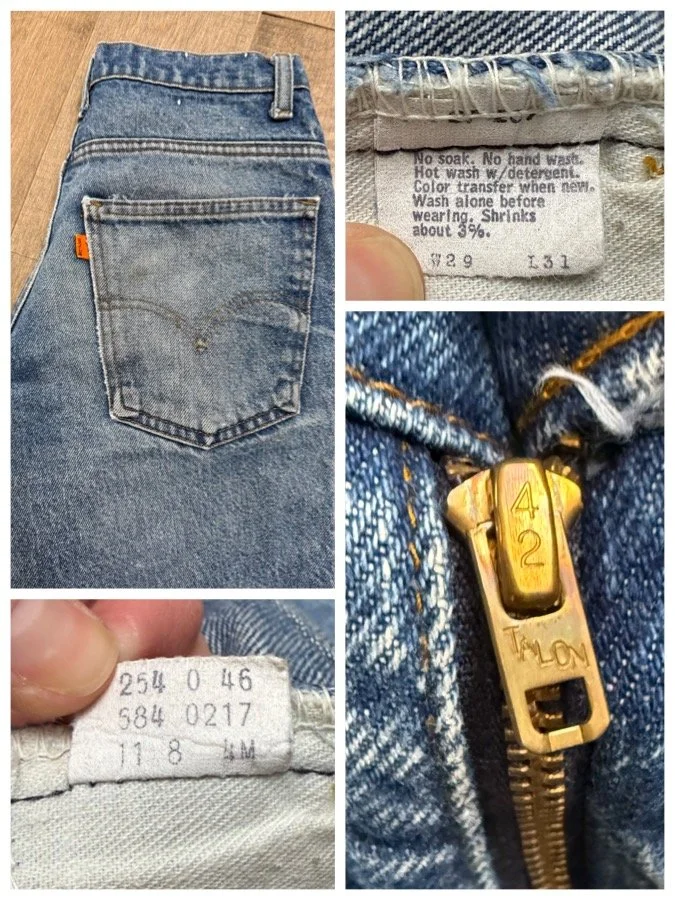 No soak. No hand wash.
Hot wash w/detergent.
Color transfer when new.
Wash alone before
wearing. Shrinks
about 3%.
W29 L31
42
TALON
254 0 46
684 0217
11 8 4M